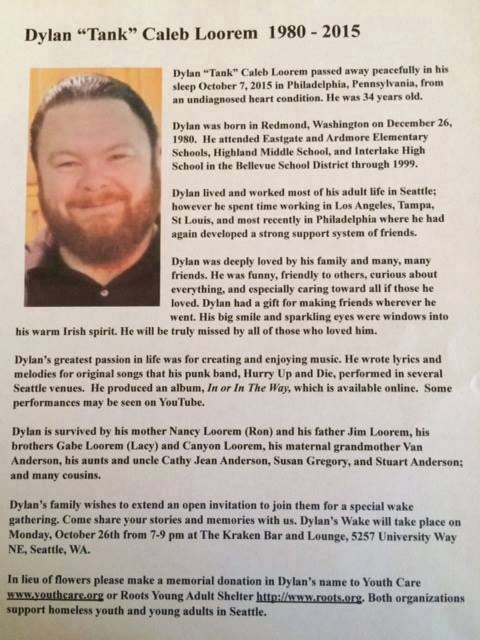 Dylan “Tank” Caleb Loorem 1980 - 2015
Dylan “Tank” Caleb Loorem passed away peacefully in his
sleep October 7, 2015 in Philadelphia, Pennsylvania, from
an undiagnosed heart condition. He was 34 years old.
Dylan was born in Redmond, Washington on December 26,
1980. He attended Eastgate and Ardmore Elementary
Schools, Highland Middle School, and Interlake High
School in the Bellevue School District through 1999.
Dylan lived and worked most of his adult life in Seattle;
however he spent time working in Los Angeles, Tampa,
St Louis, and most recently in Philadelphia where he had
again developed a strong support system of friends.
Dylan was deeply loved by his family and many, many
friends. He was funny, friendly to others, curious about
everything, and especially caring toward all if those he
loved. Dylan had a gift for making friends wherever he
went. His big smile and sparkling eyes were windows into
his warm Irish spirit. He will be truly missed by all of those who loved him.
Dylan’s greatest passion in life was for creating and enjoying music. He wrote lyrics and
melodies for original songs that his punk band, Hurry Up and Die, performed in several
Seattle venues. He produced an album, In or In The Way, which is available online. Some
performances may be seen on YouTube.
Dylan is survived by his mother Nancy Loorem (Ron) and his father Jim Loorem, his
brothers Gabe Loorem (Lacy) and Canyon Loorem, his maternal grandmother Van
Anderson, his aunts and uncle Cathy Jean Anderson, Susan Gregory, and Stuart Anderson;
and many cousins.
Dylan’s family wishes to extend an open invitation to join them for a special wake
gathering. Come share your stories and memories with us. Dylan’s Wake will take place on
Monday, October 26th from 7-9 pm at The Kraken Bar and Lounge, 5257 University Way
NE, Seattle, WA.
In lieu of flowers please make a memorial donation in Dylan’s name to Youth Care
www.youthcare.org or Roots Young Adult Shelter http://www.roots.org. Both organizations
support homeless youth and young adults in Seattle.